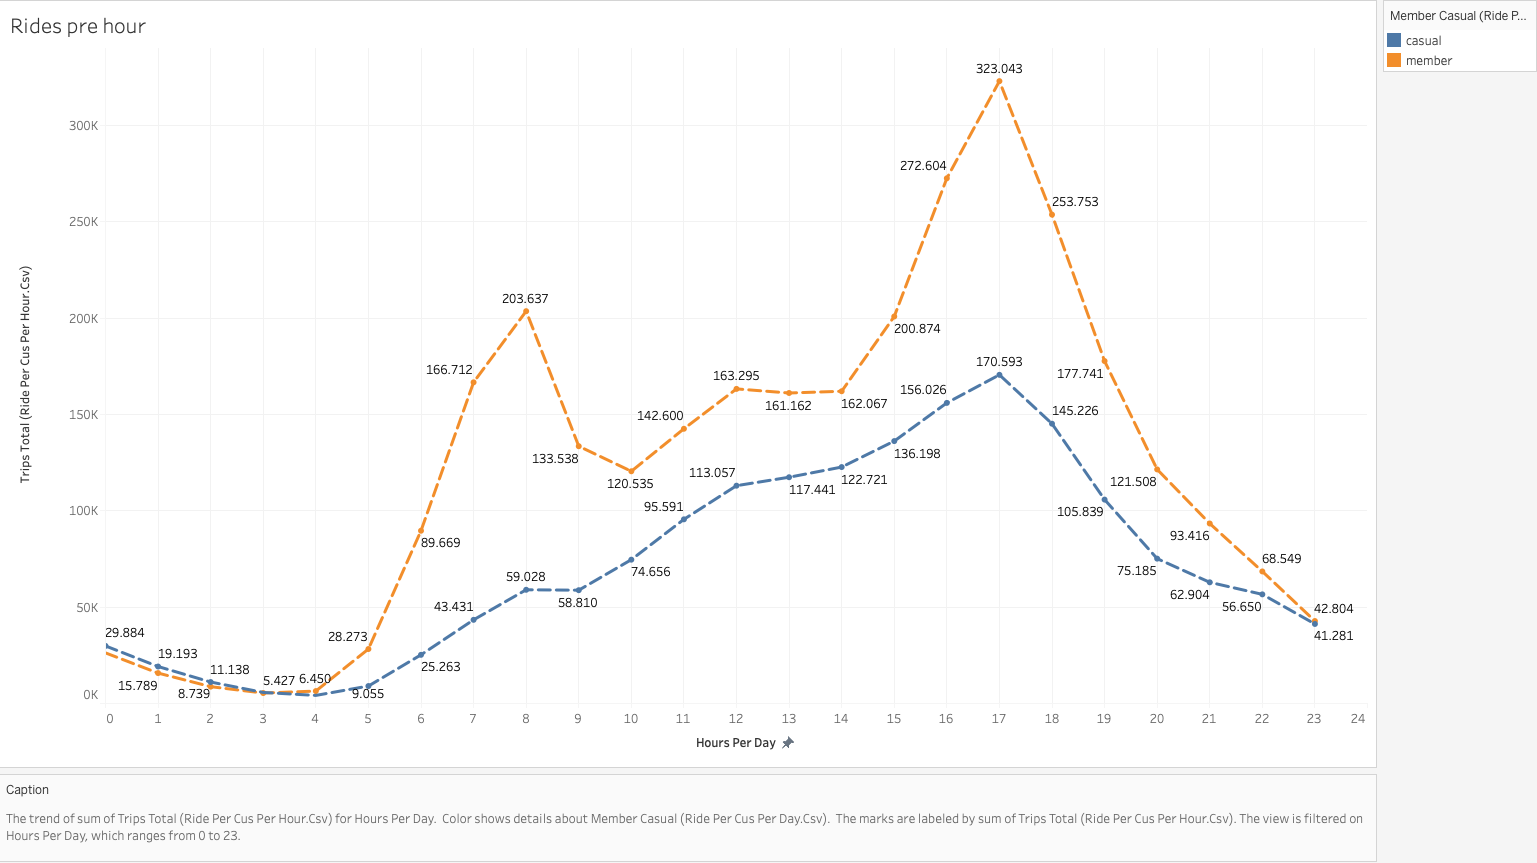 Rides pre hour
Member Casual (Ride P...
casual
member
Trips Total (Ride Per Cus Per Hour.Csv)
300K
250K
200K
150K
100K
50K
0K
323.043
272.604
253.753
203.637
200.874
166.712
170.593
177.741
163.295
156.026
161.162
162.067
142.600
145.226
133.538
136.198
120.535
113.057
121.508
117.441
122.721
95.591
105.839
93.416
89.669
74.656
75.185
68.549
59.028
58.810
62.904
56.650
43.431
42.804
41.281
29.884
28.273
19.193
25.263
11.138
15.789
8.739
5.427
6.450
9.055
0 1 2 3 4 5 6 7 8 9 10 11 12 13 14 15 16 17 18 19 20 21 22 23 24
Hours Per Day
Caption
The trend of sum of Trips Total (Ride Per Cus Per Hour.Csv) for Hours Per Day. Color shows details about Member Casual (Ride Per Cus Per Day.Csv). The marks are labeled by sum of Trips Total (Ride Per Cus Per Hour.Csv). The view is filtered on
Hours Per Day, which ranges from 0 to 23.